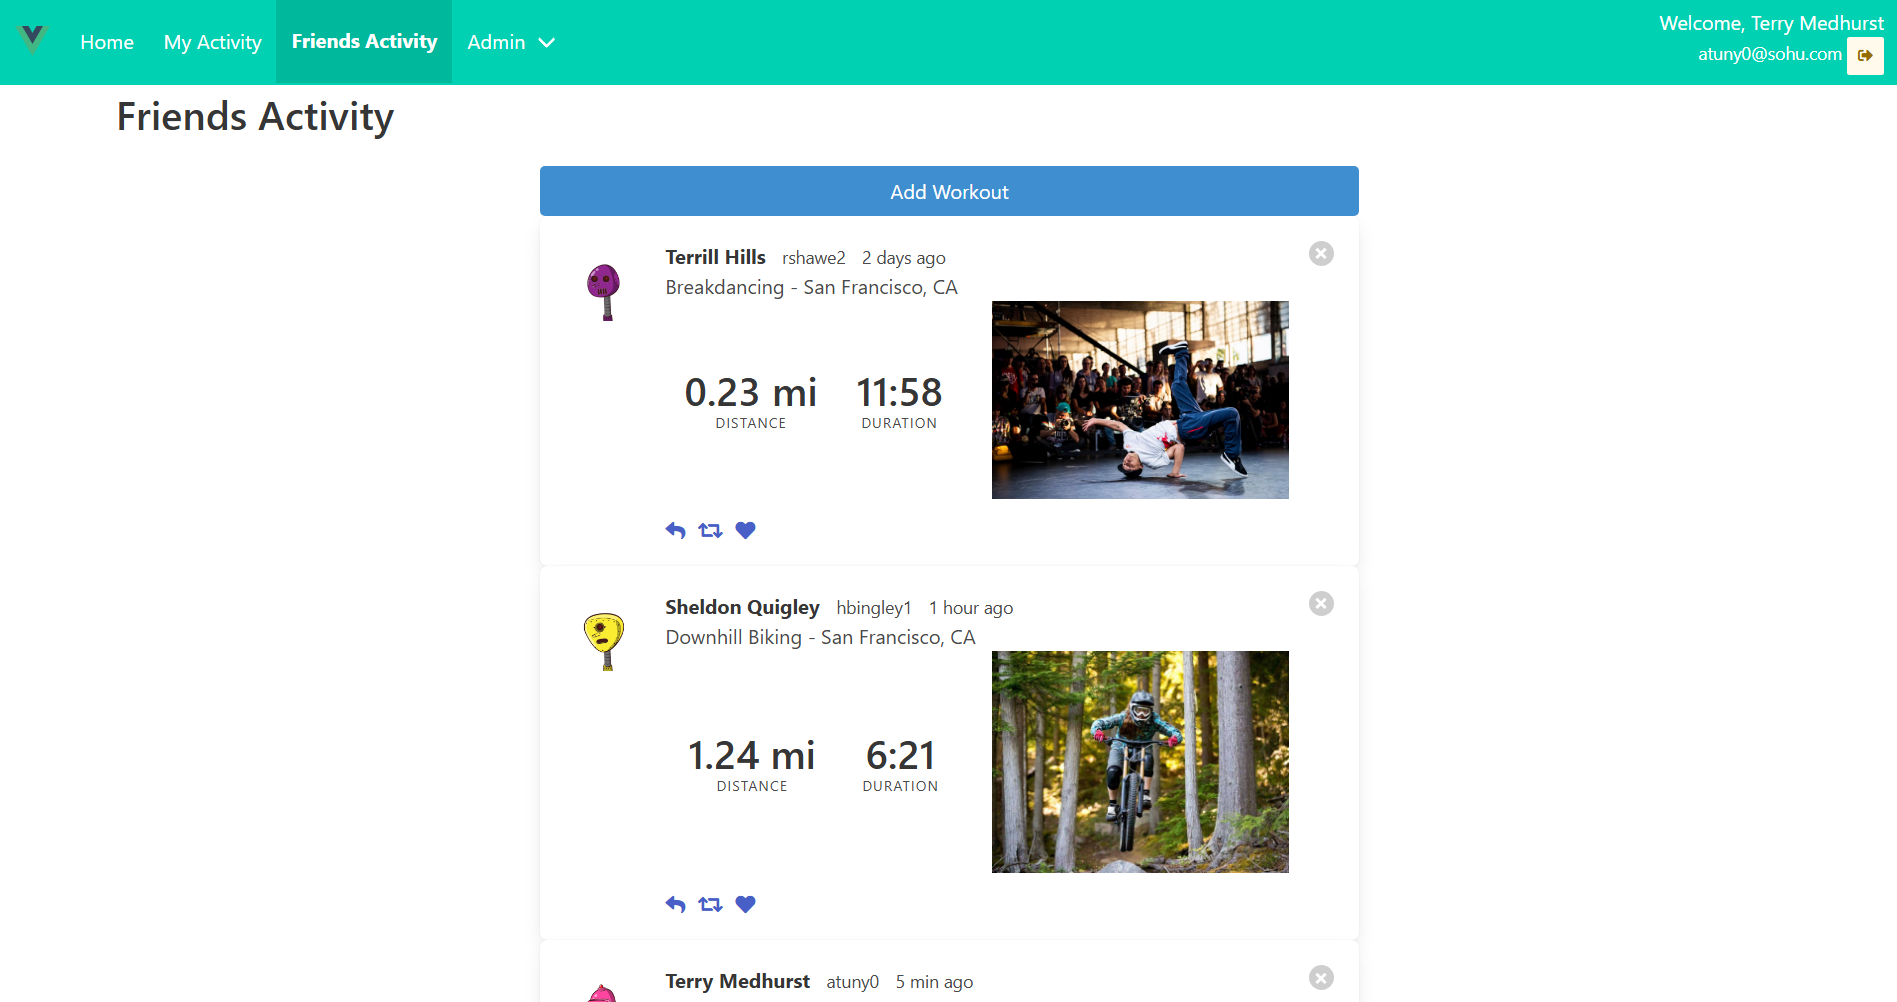 Home My Activity Friends Activity Admin
Welcome, Terry Medhurst
atuny0@sohu.com
Friends Activity
Add Workout
Terrill Hills rshawe2 2 days ago
Breakdancing - San Francisco, CA
0.23 mi 11:58
DISTANCE DURATION
Sheldon Quigley hbingley1 1 hour ago
Downhill Biking - San Francisco, CA
1.24 mi 6:21
DISTANCE DURATION
Terry Medhurst atuny0 5 min ago